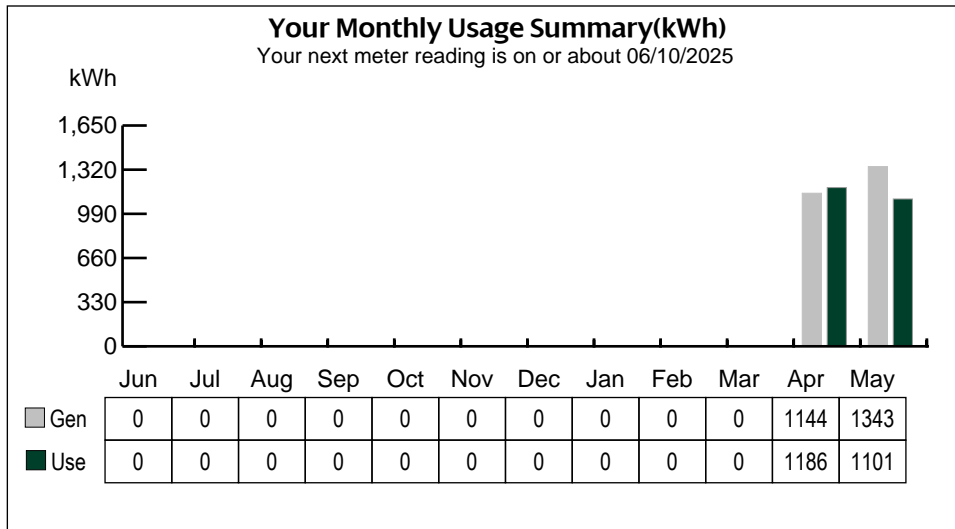 Your Monthly Usage Summary(kWh)
Your next meter reading is on or about 06/10/2025
kWh
1,650
1,320
990
660
330
0
Jun Jul Aug Sep Oct Nov Dec Jan Feb Mar Apr May
Gen 0 0 0 0 0 0 0 0 0 0 1144 1343
Use 0 0 0 0 0 0 0 0 0 0 1186 1101